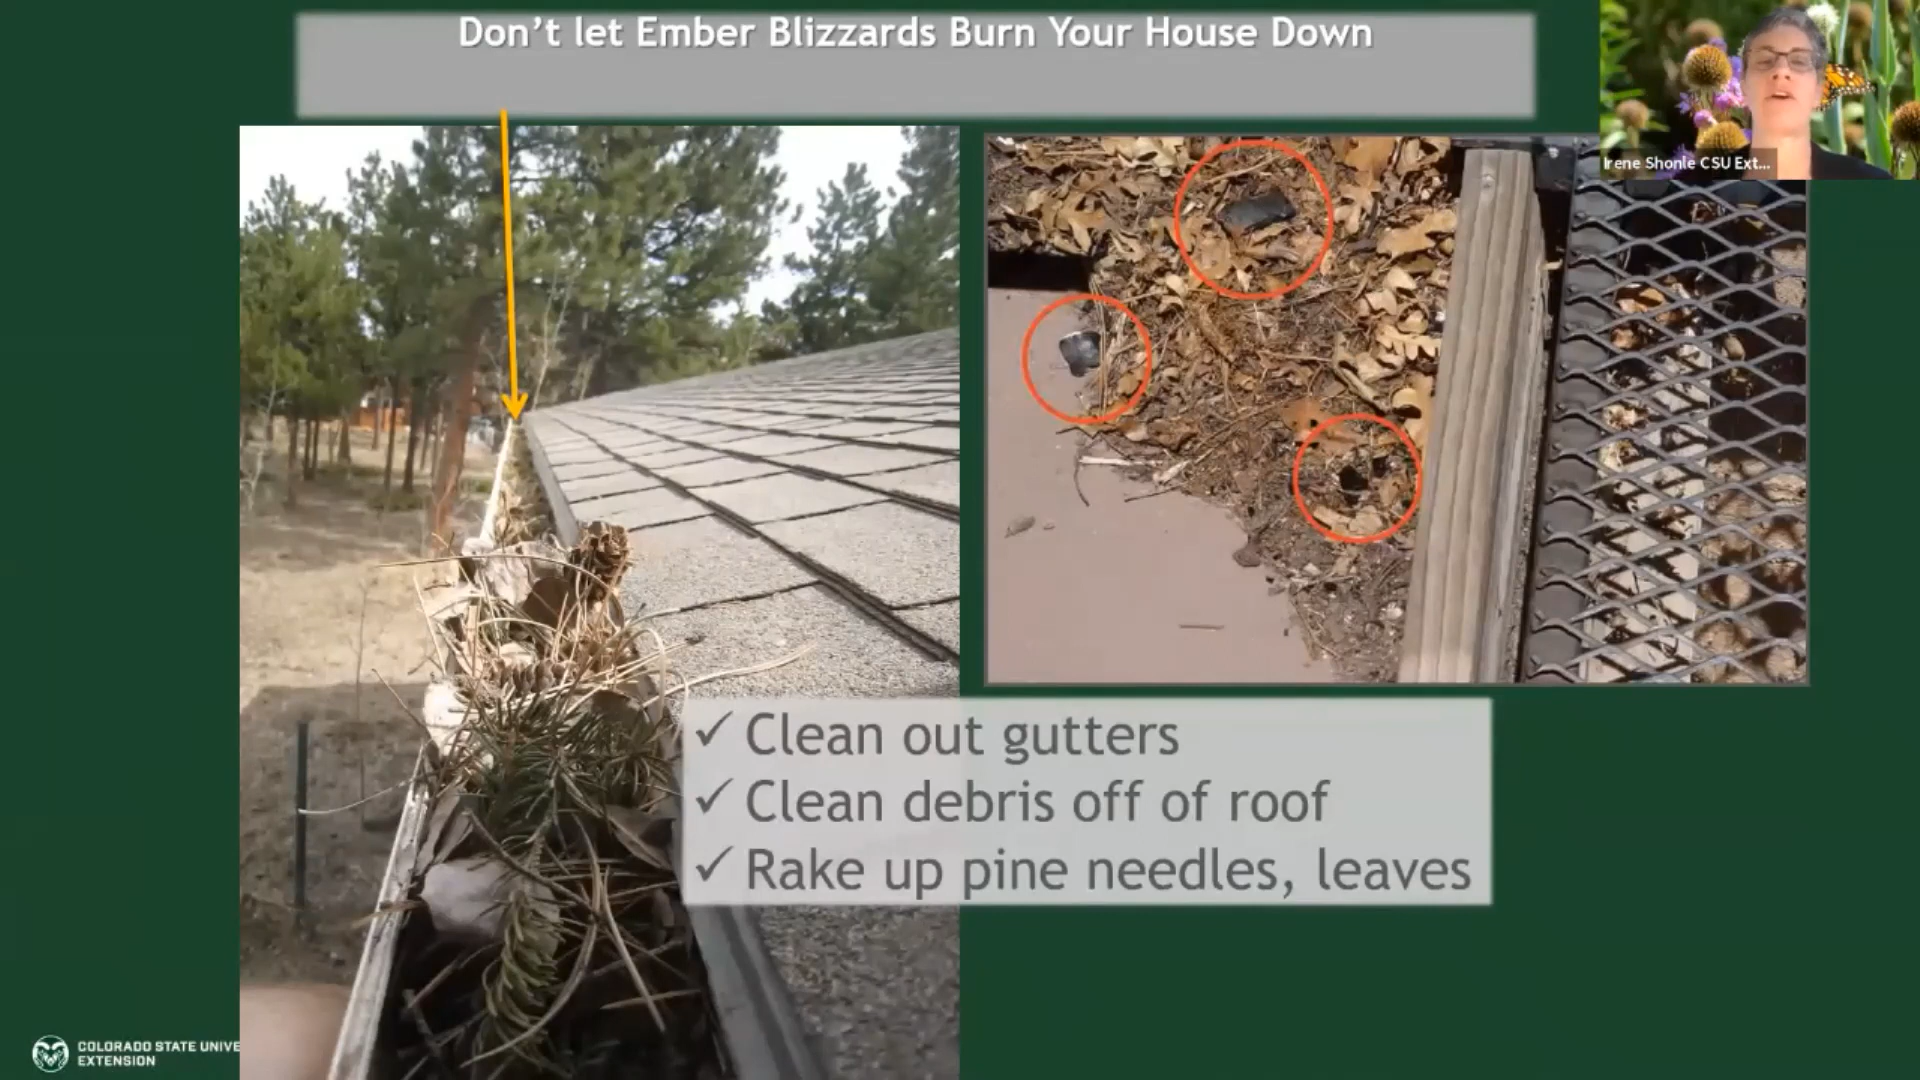 Don't let Ember Blizzards Burn Your House Down
Irene Shonle CSU Ext...
✓ Clean out gutters
✓ Clean debris off of roof
✓ Rake up pine needles, leaves
COLORADO STATE UNIVE
EXTENSION